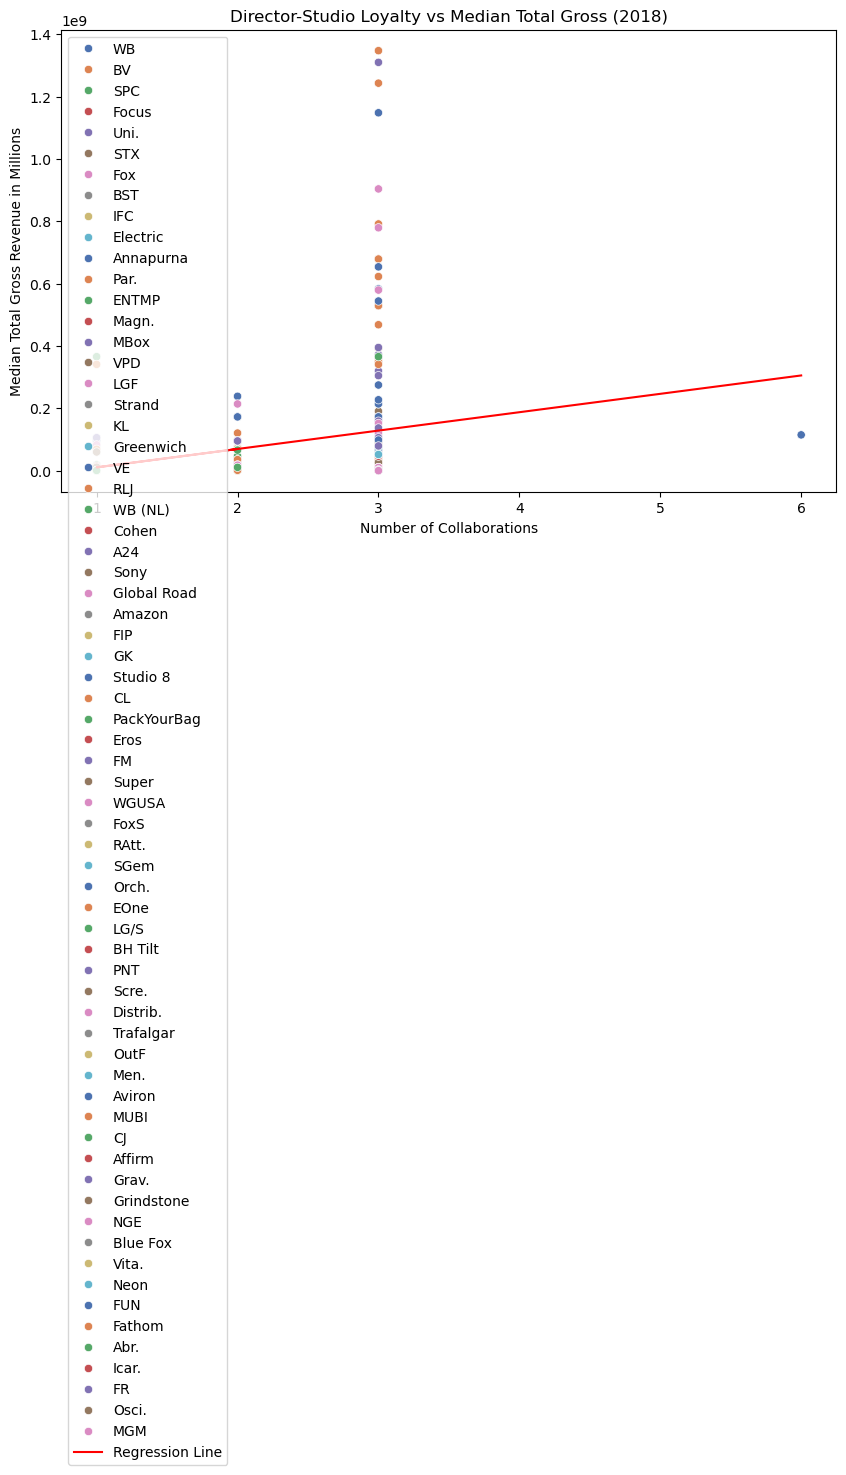 Director-Studio Loyalty vs Median Total Gross (2018)
1e9
1.4
1.2
1.0
0.8
0.6
0.4
0.2
0.0
Median Total Gross Revenue in Millions
1
2
3
4
5
6
Number of Collaborations
WB
BV
SPC
Focus
Uni.
STX
Fox
BST
IFC
Electric
Annapurna
Par.
ENTMP
Magn.
MBox
VPD
LGF
Strand
KL
Greenwich
VE
RLJ
WB (NL)
Cohen
A24
Sony
Global Road
Amazon
FIP
GK
Studio 8
CL
PackYourBag
Eros
FM
Super
WGUSA
FoxS
RAtt.
SGem
Orch.
EOne
LG/S
BH Tilt
PNT
Scre.
Distrib.
Trafalgar
OutF
Men.
Aviron
MUBI
CJ
Affirm
Grav.
Grindstone
NGE
Blue Fox
Vita.
Neon
FUN
Fathom
Abr.
Icar.
FR
Osci.
MGM
Regression Line